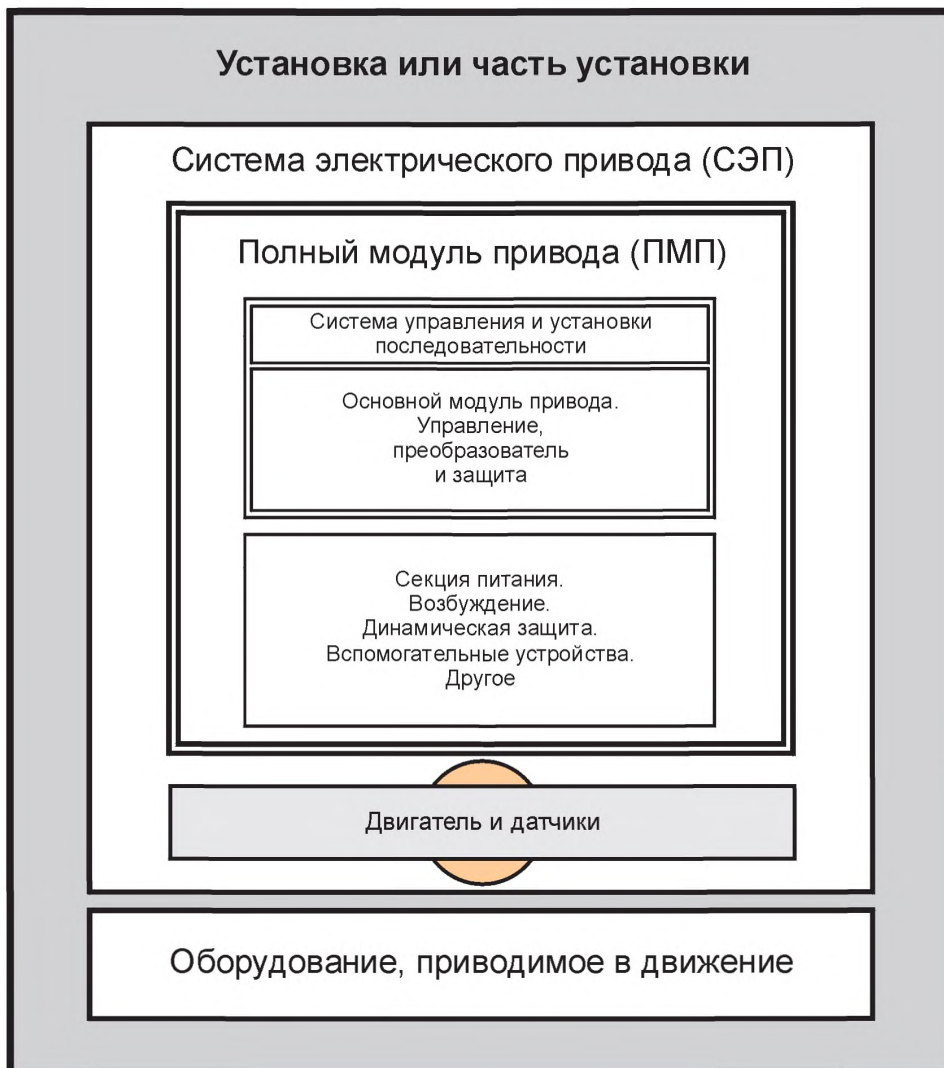 Установка или часть установки
Система электрического привода (СЭП)
Полный модуль привода (ПМП)
Система управления и установки
последовательности
Основной модуль привода.
Управление,
преобразователь
и защита
Секция питания.
Возбуждение.
Динамическая защита.
Вспомогательные устройства.
Другое
Двигатель и датчики
Оборудование, приводимое в движение